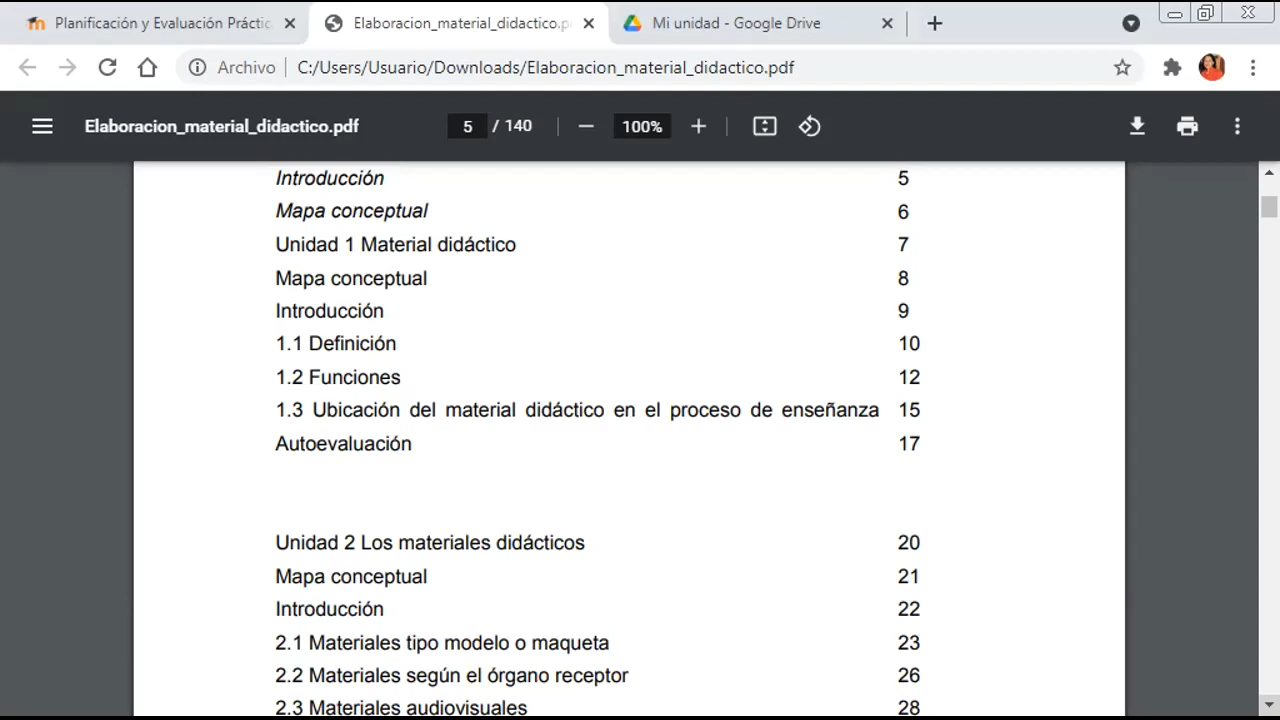 Planificación y Evaluación Práctic
Elaboracion_material_didactico.p
Mi unidad - Google Drive
Archivo
C:/Users/Usuario/Downloads/Elaboracion_material_didactico.pdf
Elaboracion_material_didactico.pdf
5 / 140
100%
Introducción 5
Mapa conceptual 6
Unidad 1 Material didáctico 7
Mapa conceptual 8
Introducción 9
1.1 Definición 10
1.2 Funciones 12
1.3 Ubicación del material didáctico en el proceso de enseñanza 15
Autoevaluación 17
Unidad 2 Los materiales didácticos 20
Mapa conceptual 21
Introducción 22
2.1 Materiales tipo modelo o maqueta 23
2.2 Materiales según el órgano receptor 26
2.3 Materiales audiovisuales 28